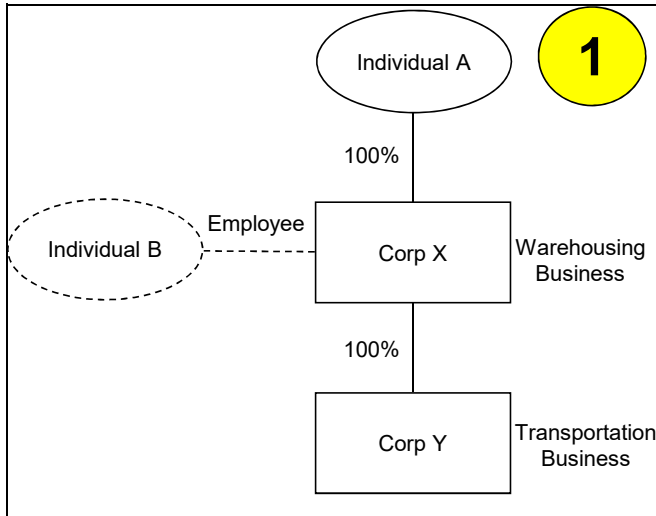 Individual A
1
100%
Employee
Individual B
Corp X
Warehousing
Business
100%
Corp Y
Transportation
Business